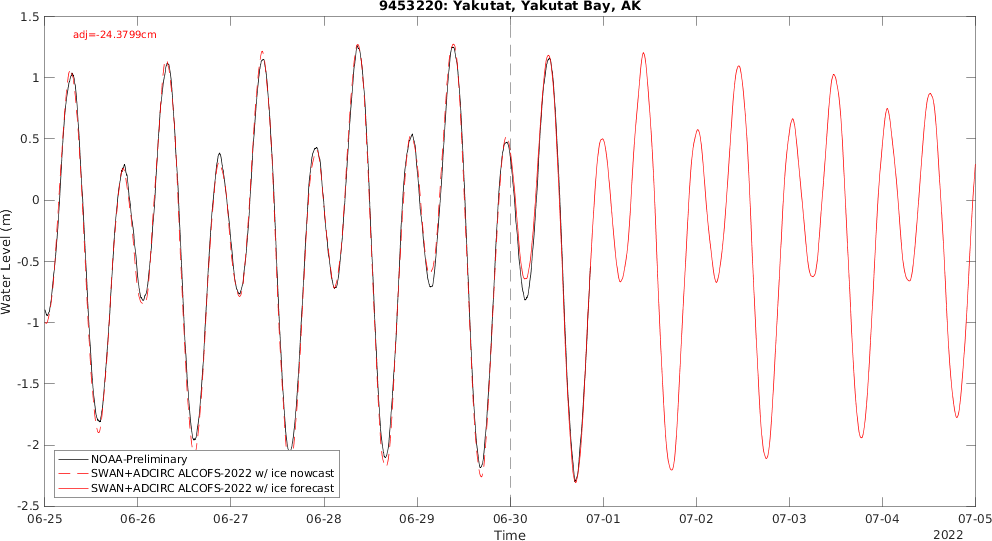 9453220: Yakutat, Yakutat Bay, AK
adj=-24.3799cm
1.5
1
0.5
0
-0.5
-1
-1.5
-2
-2.5
Water Level (m)
NOAA-Preliminary
SWAN+ADCIRC ALCOFS-2022 w/ ice nowcast
SWAN+ADCIRC ALCOFS-2022 w/ ice forecast
06-25 06-26 06-27 06-28 06-29 06-30 07-01 07-02 07-03 07-04 07-05
Time
2022